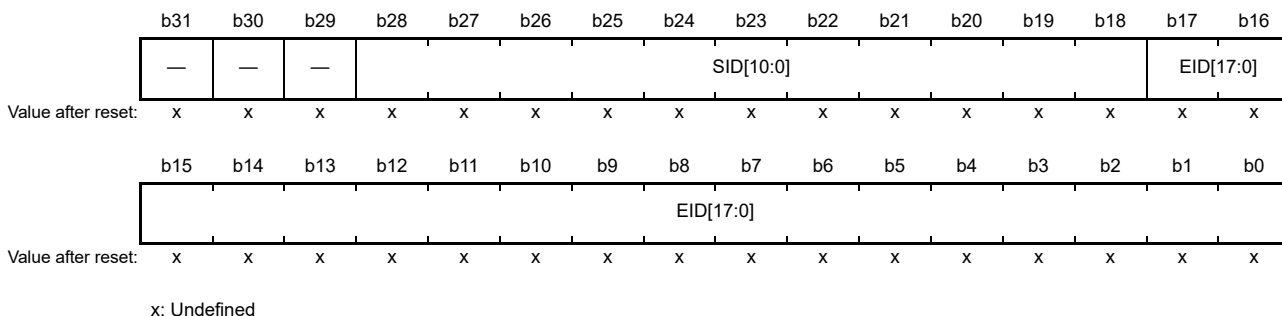 b31 b30 b29 b28 b27 b26 b25 b24 b23 b22 b21 b20 b19 b18 b17 b16
— — — SID[10:0] EID[17:0]
Value after reset: x x x x x x x x x x x x x x x x
b15 b14 b13 b12 b11 b10 b9 b8 b7 b6 b5 b4 b3 b2 b1 b0
EID[17:0]
Value after reset: x x x x x x x x x x x x x x x x
x: Undefined